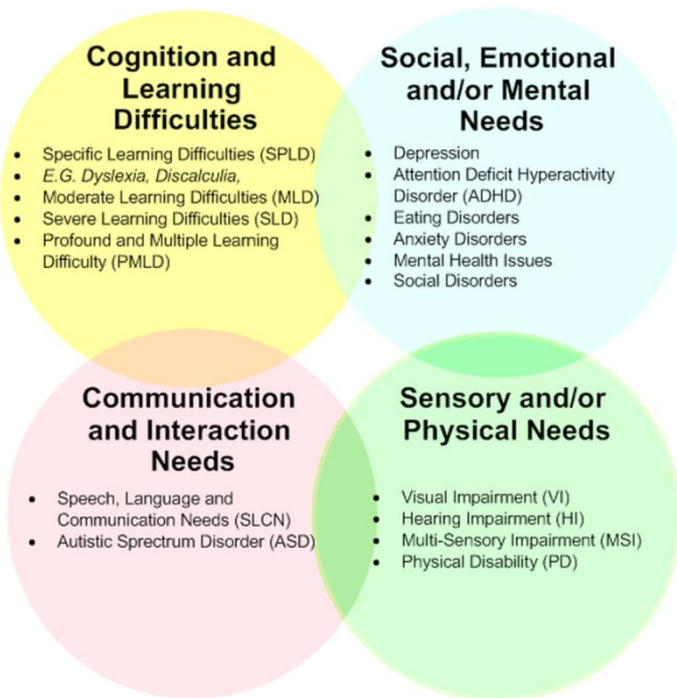 Cognition and
Learning
Difficulties
• Specific Learning Difficulties (SPLD)
• E.G. Dyslexia, Discalculia,
• Moderate Learning Difficulties (MLD)
• Severe Learning Difficulties (SLD)
• Profound and Multiple Learning
Difficulty (PMLD)
Social, Emotional
and/or Mental
Needs
• Depression
• Attention Deficit Hyperactivity
Disorder (ADHD)
• Eating Disorders
• Anxiety Disorders
• Mental Health Issues
• Social Disorders
Communication
and Interaction
Needs
• Speech, Language and
Communication Needs (SLCN)
• Autistic Sprectrum Disorder (ASD)
Sensory and/or
Physical Needs
• Visual Impairment (VI)
• Hearing Impairment (HI)
• Multi-Sensory Impairment (MSI)
• Physical Disability (PD)